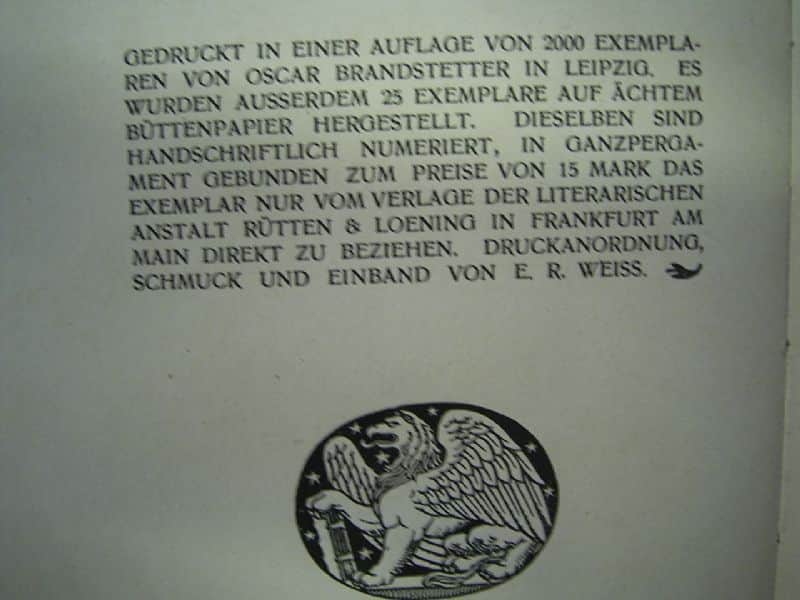 GEDRUCKT IN EINER AUFLAGE VON 2000 EXEMPLA-
REN VON OSCAR BRANDSTETTER IN LEIPZIG. ES
WURDEN AUSSERDEM 25 EXEMPLARE AUF ÄCHTEM
BÜTTENPAPIER HERGESTELLT. DIESELBEN SIND
HANDSCHRIFTLICH NUMERIERT, IN GANZPERGA-
MENT GEBUNDEN ZUM PREISE VON 15 MARK DAS
EXEMPLAR NUR VOM VERLAGE DER LITERARISCHEN
ANSTALT RÜTTEN & LOENING IN FRANKFURT AM
MAIN DIREKT ZU BEZIEHEN. DRUCKANORDNUNG,
SCHMUCK UND EINBAND VON E. R. WEISS.